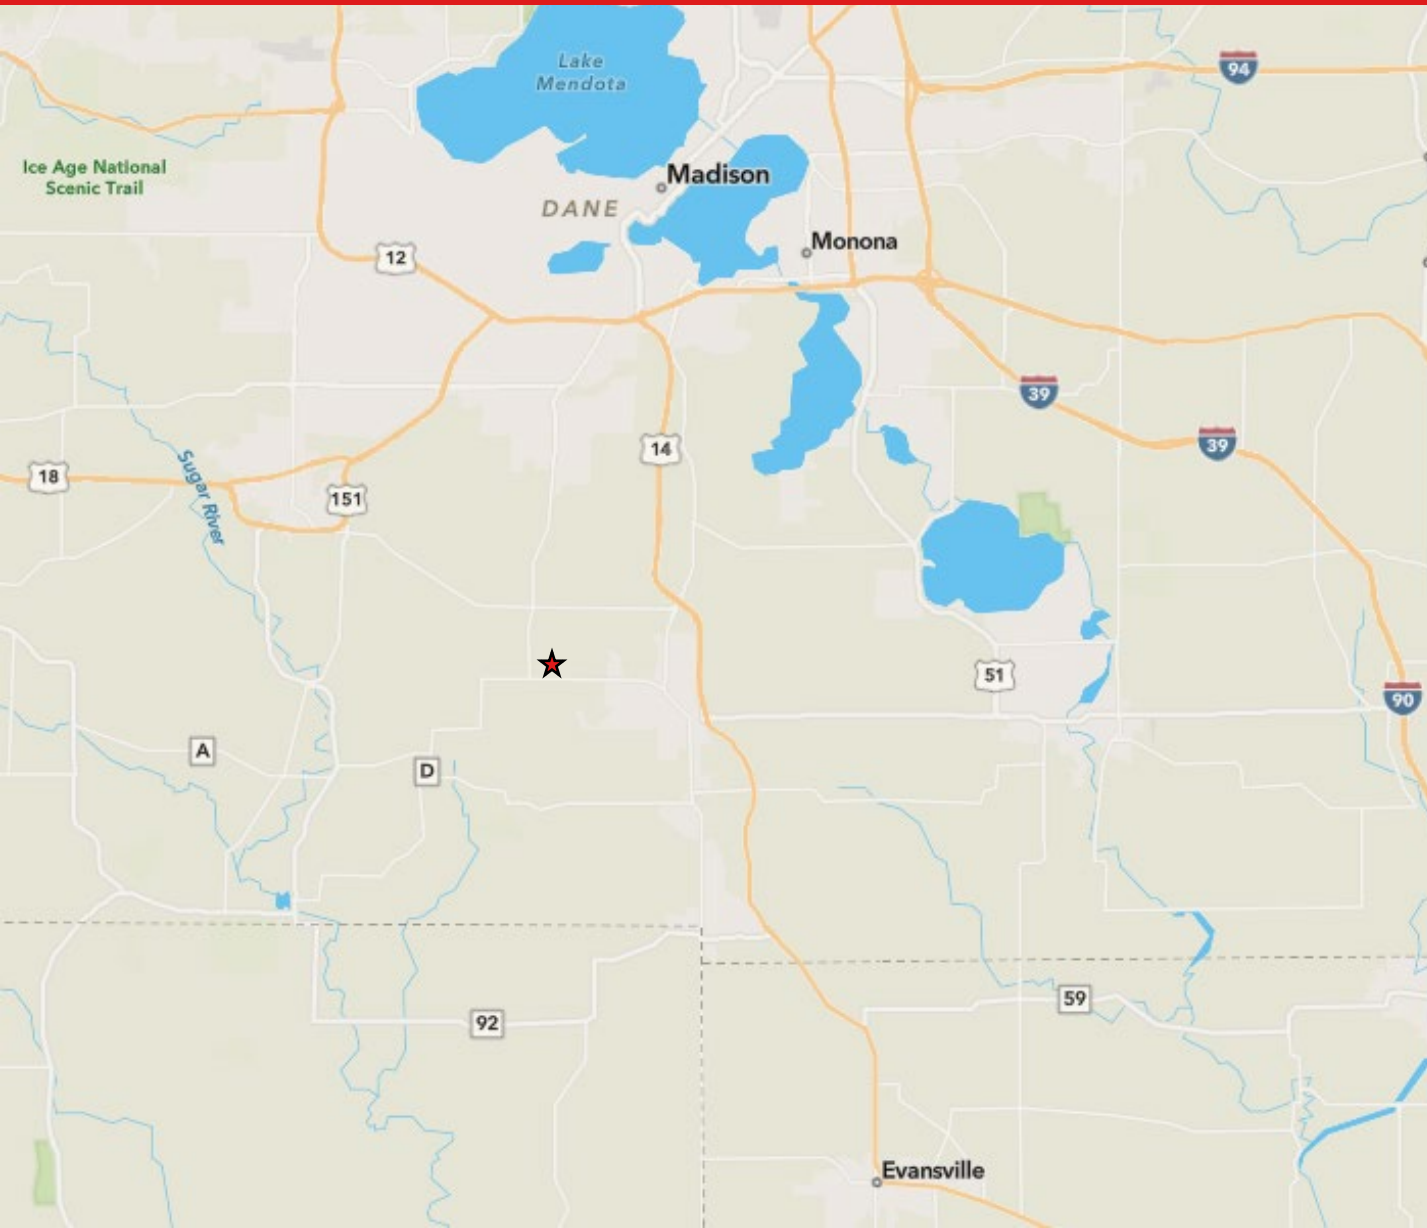 Lake
Mendota
94
Ice Age National
Scenic Trail
Madison
DANE
Monona
12
39
14
39
18
Sugar River
151
51
90
A
D
59
92
Evansville